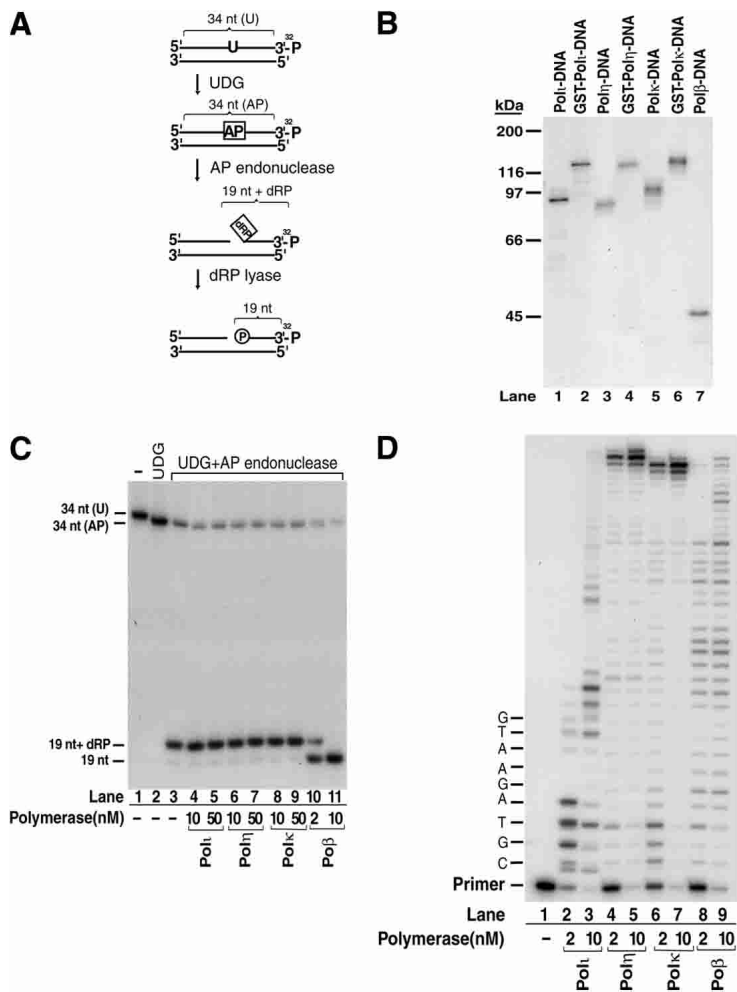 A
34 nt (U)
32
5' U 3'-P
3' 5'
UDG
34 nt (AP)
32
5' AP 3'-P
3' 5'
AP endonuclease
19 nt + dRP
32
5' dRP 3'-P
3' 5'
dRP lyase
19 nt
32
5' P 3'-P
3' 5'
B
Polι-DNA
GST-Polι-DNA
Polη-DNA
GST-Polη-DNA
Polκ-DNA
GST-Polκ-DNA
Polβ-DNA
kDa
200
116
97
66
45
Lane 1 2 3 4 5 6 7
C
– UDG UDG+AP endonuclease
34 nt (U)
34 nt (AP)
19 nt+ dRP
19 nt
1 2 3 4 5 6 7 8 9 10 11
Lane
– – – 10 50 10 50 10 50 2 10
Polymerase(nM)
Polι Polη Polκ Poβ
D
G
T
A
A
G
A
T
G
C
Primer
Lane 1 2 3 4 5 6 7 8 9
Polymerase(nM) – 2 10 2 10 2 10 2 10
Polι Polη Polκ Poβ